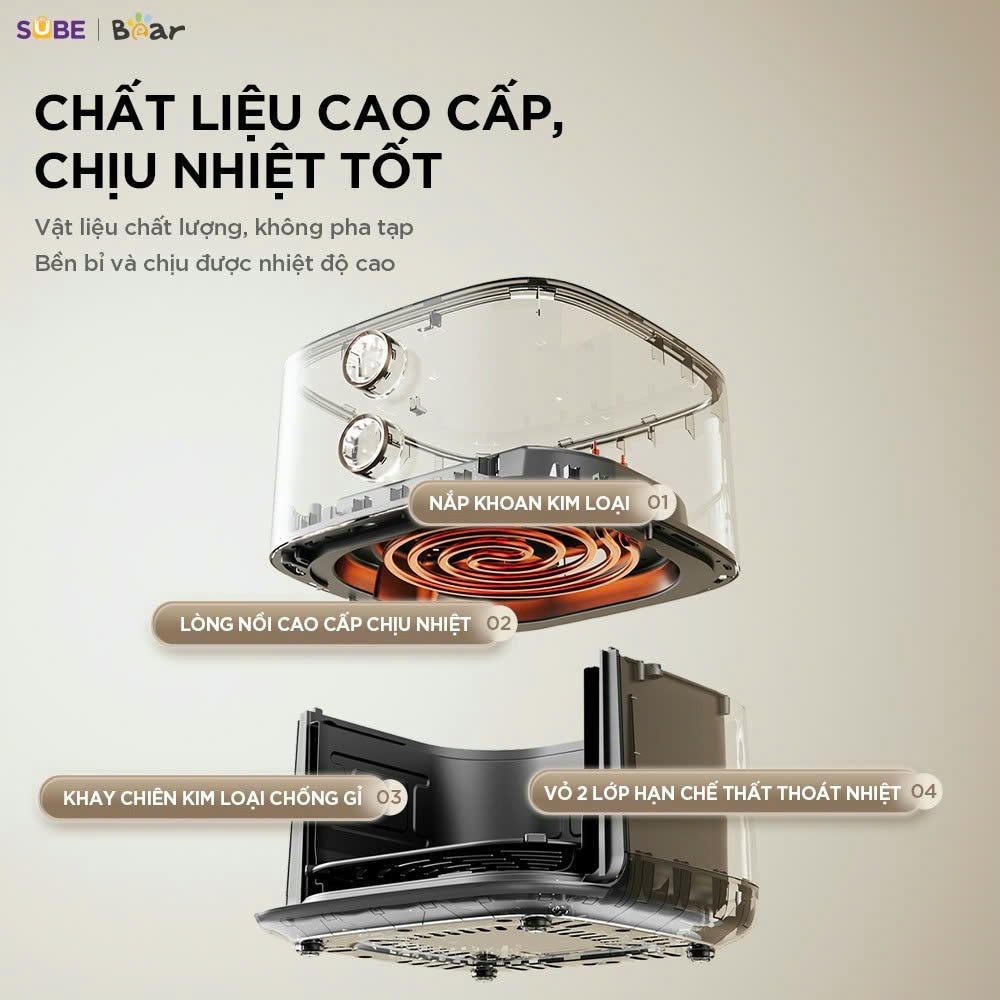 SUBE | Bear
CHẤT LIỆU CAO CẤP,
CHỊU NHIỆT TỐT
Vật liệu chất lượng, không pha tạp
Bền bỉ và chịu được nhiệt độ cao
NẮP KHOAN KIM LOẠI 01
LÒNG NỒI CAO CẤP CHỊU NHIỆT 02
KHAY CHIÊN KIM LOẠI CHỐNG GỈ 03
VỎ 2 LỚP HẠN CHẾ THẤT THOÁT NHIỆT 04